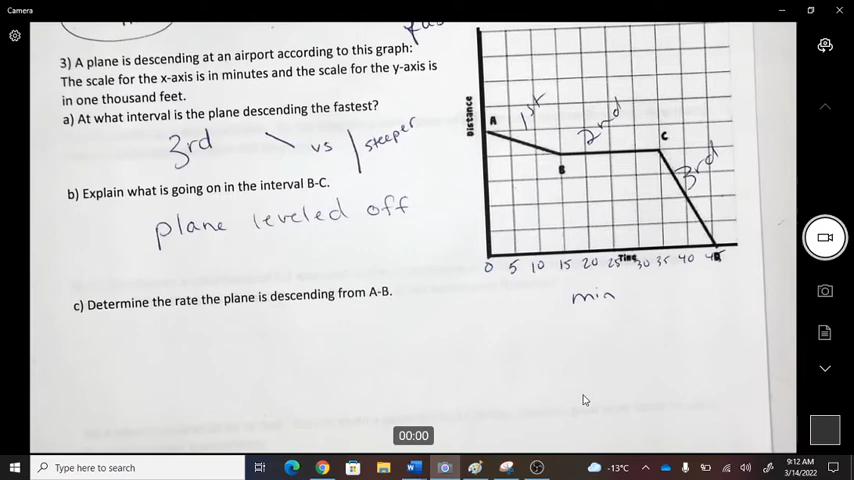 Camera
3) A plane is descending at an airport according to this graph:
The scale for the x-axis is in minutes and the scale for the y-axis is
in one thousand feet.
a) At what interval is the plane descending the fastest?
3rd vs steeper
b) Explain what is going on in the interval B-C.
plane leveled off
c) Determine the rate the plane is descending from A-B.
Distance
A
1st
2nd
C
3rd
B
0 5 10 15 20 25 Time 30 35 40 45
min
00:00
Type here to search
-13°C
9:12 AM
3/14/2022